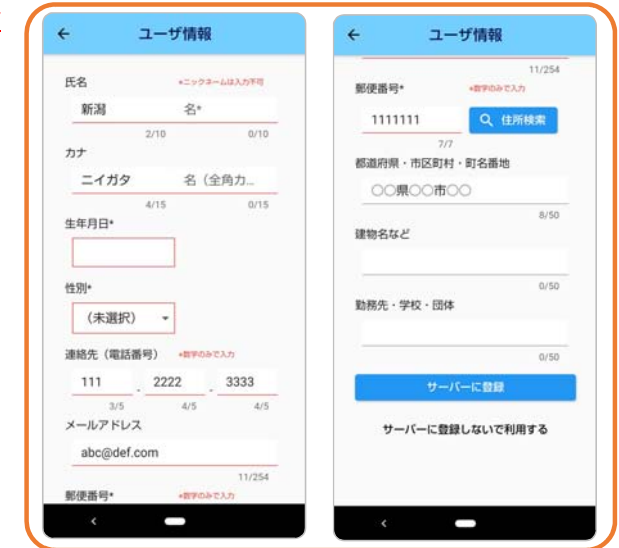 ユーザ情報
氏名 *ニックネームは入力不可
新潟 名*
2/10 0/10
カナ
ニイガタ 名（全角カ...
4/15 0/15
生年月日*
性別*
（未選択）
連絡先（電話番号） *数字のみで入力
111 - 2222 - 3333
3/5 4/5 4/5
メールアドレス
abc@def.com
11/254
郵便番号* *数字のみで入力
ユーザ情報
11/254
郵便番号* *数字のみで入力
1111111 住所検索
7/7
都道府県・市区町村・町名番地
○○県○○市○○
8/50
建物名など
0/50
勤務先・学校・団体
0/50
サーバーに登録
サーバーに登録しないで利用する